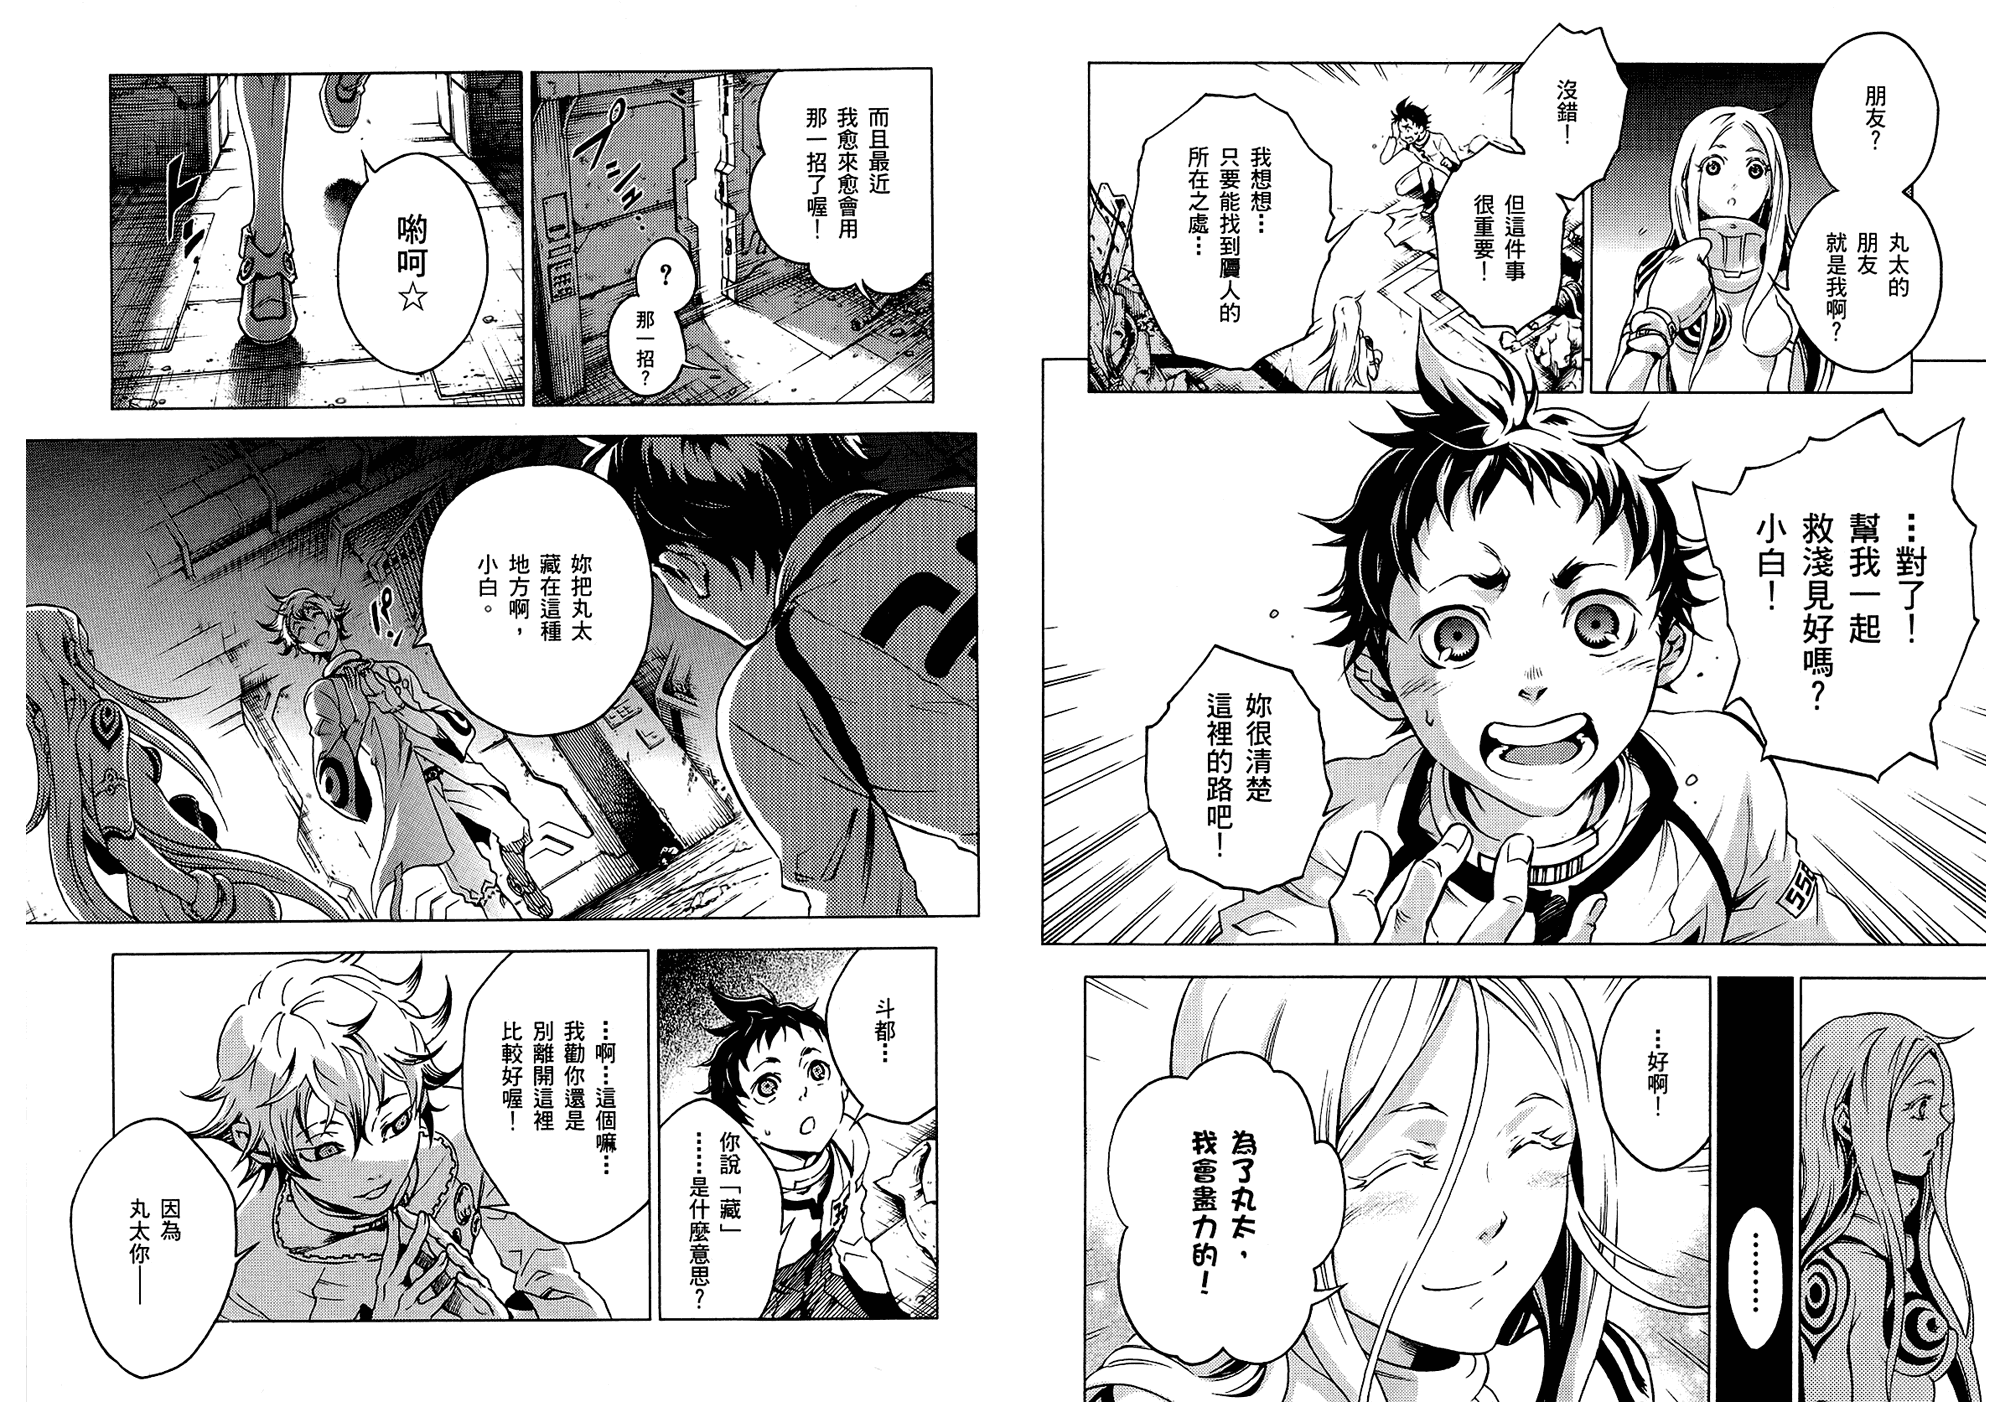 朋友?
丸太的
朋友
就是我啊?
沒錯!
但這件事
很重要!
我想想…
只要能找到贗人的
所在之處…
…對了!
幫我一起
救淺見好嗎?
小白!
妳很清楚
這裡的路吧!
………
…好啊!
為了丸太,
我會盡力的!
而且最近
我愈來愈會用
那一招了喔!
?
那一招?
パシュ
トッ
喲呵
☆
妳把丸太
藏在這種
地方啊,
小白。
!?
斗都…
你說「藏」
……是什麼意思?
…啊…這個嘛…
我勸你還是
別離開這裡
比較好喔!
因為
丸太你——